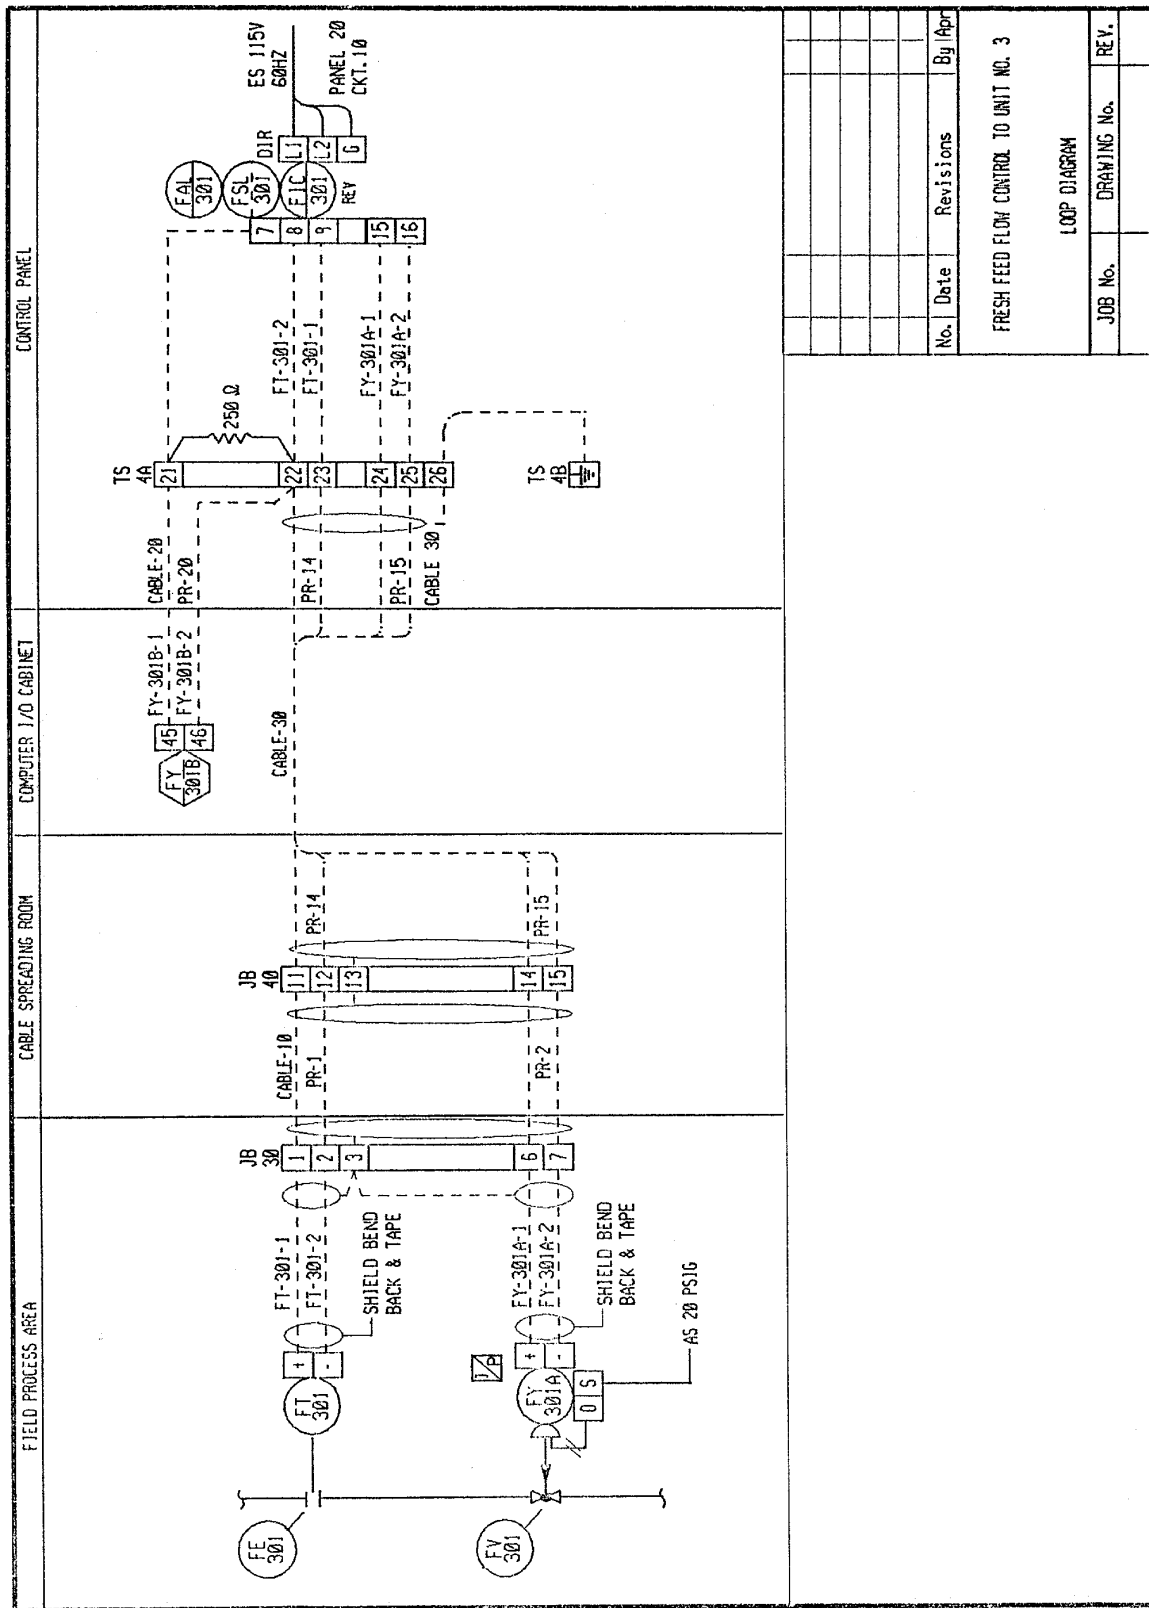 FIELD PROCESS AREA
CABLE SPREADING ROOM
COMPUTER I/O CABINET
CONTROL PANEL
FE
301
FT
301
+
-
FT-301-1
FT-301-2
SHIELD BEND
BACK & TAPE
FV
301
I/P
FY
301A
+
-
O
S
AS 20 PSIG
FY-301A-1
FY-301A-2
SHIELD BEND
BACK & TAPE
JB
30
1
2
3
6
7
CABLE-10
PR-1
PR-2
JB
40
11
12
13
14
15
PR-14
PR-15
CABLE-30
FY
301B
45
46
FY-301B-1
FY-301B-2
CABLE-20
PR-20
PR-14
PR-15
CABLE 30
TS
4A
21
22
23
24
25
26
250 Ω
TS
4B
FT-301-2
FT-301-1
FY-301A-1
FY-301A-2
7
8
9
15
16
FAL
301
FSL
301
FIC
301
DIR
REV
L1
L2
G
ES 115V
60HZ
PANEL 20
CKT.10
No.
Date
Revisions
By
Apr
FRESH FEED FLOW CONTROL TO UNIT NO. 3
LOOP DIAGRAM
JOB No.
DRAWING No.
REV.